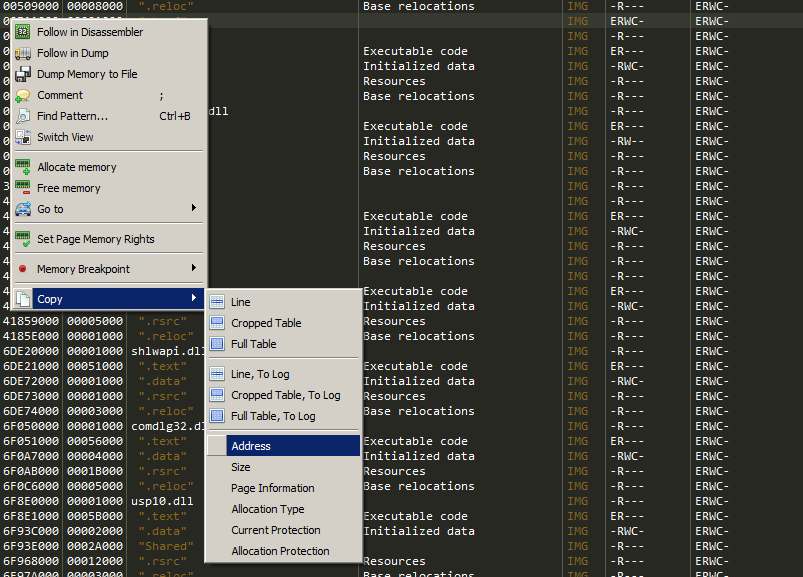 00509000 00008000 ".reloc" Base relocations IMG -R--- ERWC-
IMG -R--- ERWC-
IMG -R--- ERWC-
Executable code IMG ER--- ERWC-
Initialized data IMG -RWC- ERWC-
Resources IMG -R--- ERWC-
Base relocations IMG -R--- ERWC-
dll IMG -R--- ERWC-
Executable code IMG ER--- ERWC-
Initialized data IMG -RW-- ERWC-
Resources IMG -R--- ERWC-
Base relocations IMG -R--- ERWC-
IMG -R--- ERWC-
IMG -R--- ERWC-
Executable code IMG ER--- ERWC-
Initialized data IMG -RWC- ERWC-
Resources IMG -R--- ERWC-
Base relocations IMG -R--- ERWC-
IMG -R--- ERWC-
Executable code IMG ER--- ERWC-
Initialized data IMG -RWC- ERWC-
41859000 00005000 ".rsrc" Resources IMG -R--- ERWC-
4185E000 00001000 ".reloc" Base relocations IMG -R--- ERWC-
6DE20000 00001000 shlwapi.dll IMG -R--- ERWC-
6DE21000 00051000 ".text" Executable code IMG ER--- ERWC-
6DE72000 00001000 ".data" Initialized data IMG -RWC- ERWC-
6DE73000 00001000 ".rsrc" Resources IMG -R--- ERWC-
6DE74000 00003000 ".reloc" Base relocations IMG -R--- ERWC-
6F050000 00001000 comdlg32.dl IMG -R--- ERWC-
6F051000 00056000 ".text" Executable code IMG ER--- ERWC-
6F0A7000 00004000 ".data" Initialized data IMG -RWC- ERWC-
6F0AB000 0001B000 ".rsrc" Resources IMG -R--- ERWC-
6F0C6000 00005000 ".reloc" Base relocations IMG -R--- ERWC-
6F8E0000 00001000 usp10.dll IMG -R--- ERWC-
6F8E1000 0005B000 ".text" Executable code IMG ER--- ERWC-
6F93C000 00002000 ".data" Initialized data IMG -RWC- ERWC-
6F93E000 0002A000 "Shared" IMG -R--- ERWC-
6F968000 00012000 ".rsrc" Resources IMG -R--- ERWC-
6F97A000 00003000 ".reloc" Base relocations IMG -R--- ERWC-
Follow in Disassembler
Follow in Dump
Dump Memory to File
Comment ;
Find Pattern... Ctrl+B
Switch View
Allocate memory
Free memory
Go to
Set Page Memory Rights
Memory Breakpoint
Copy
Line
Cropped Table
Full Table
Line, To Log
Cropped Table, To Log
Full Table, To Log
Address
Size
Page Information
Allocation Type
Current Protection
Allocation Protection